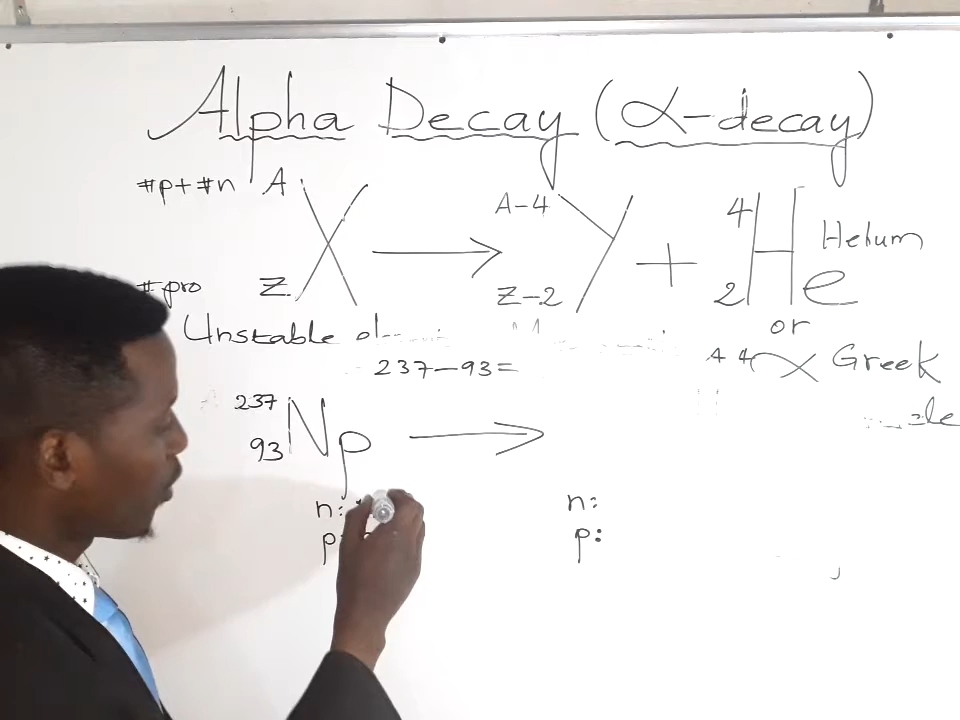 Alpha Decay (α-decay)
#p+#n A X → A-4 Y + 4 He Helium
#pro Z Z-2 2
Unstable or
237-93= 4 α Greek
237 Np →
93
n: n:
p: p: